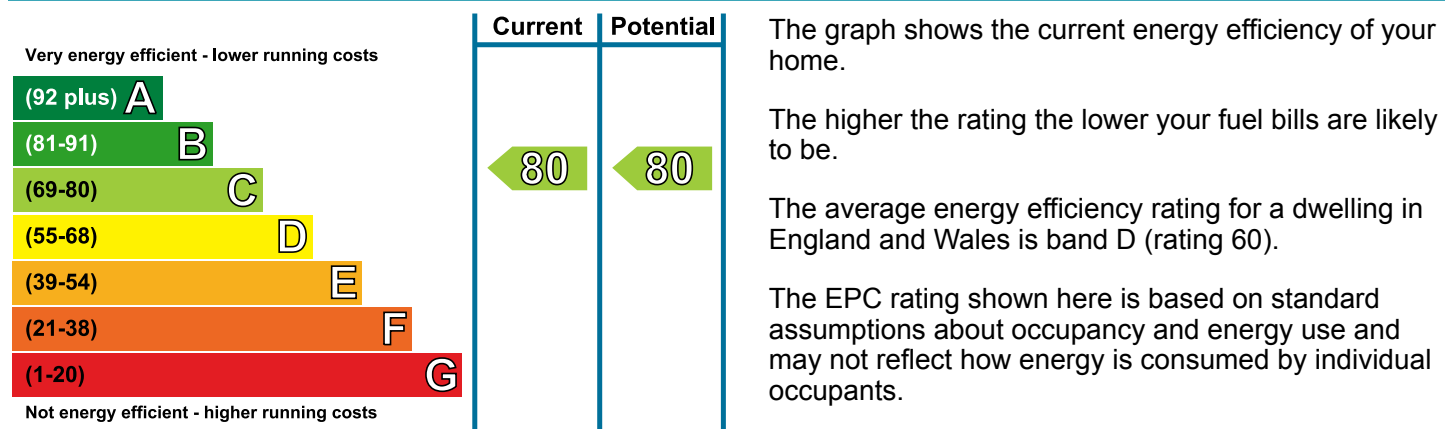 Current Potential
Very energy efficient - lower running costs
(92 plus) A
(81-91) B
(69-80) C
(55-68) D
(39-54) E
(21-38) F
(1-20) G
Not energy efficient - higher running costs
80 80
The graph shows the current energy efficiency of your
home.
The higher the rating the lower your fuel bills are likely
to be.
The average energy efficiency rating for a dwelling in
England and Wales is band D (rating 60).
The EPC rating shown here is based on standard
assumptions about occupancy and energy use and
may not reflect how energy is consumed by individual
occupants.